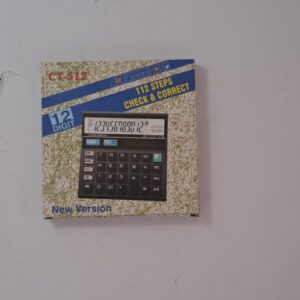 CT-512
112 STEPS
CHECK & CORRECT
12
DIGIT
New Version